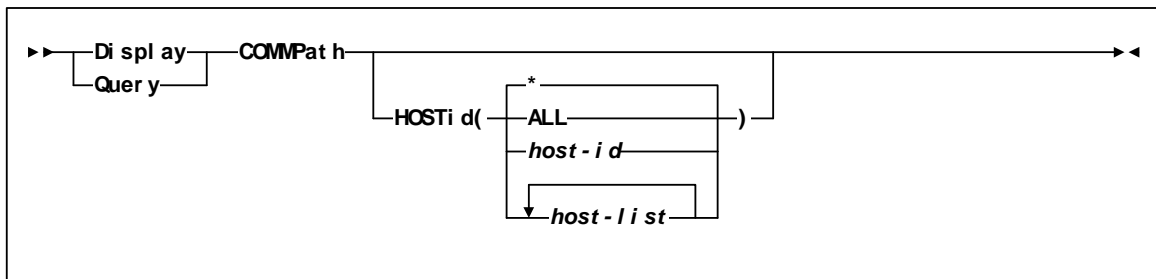 Display COMMPath
Query
*
HOSTid( ALL )
host-id
host-list